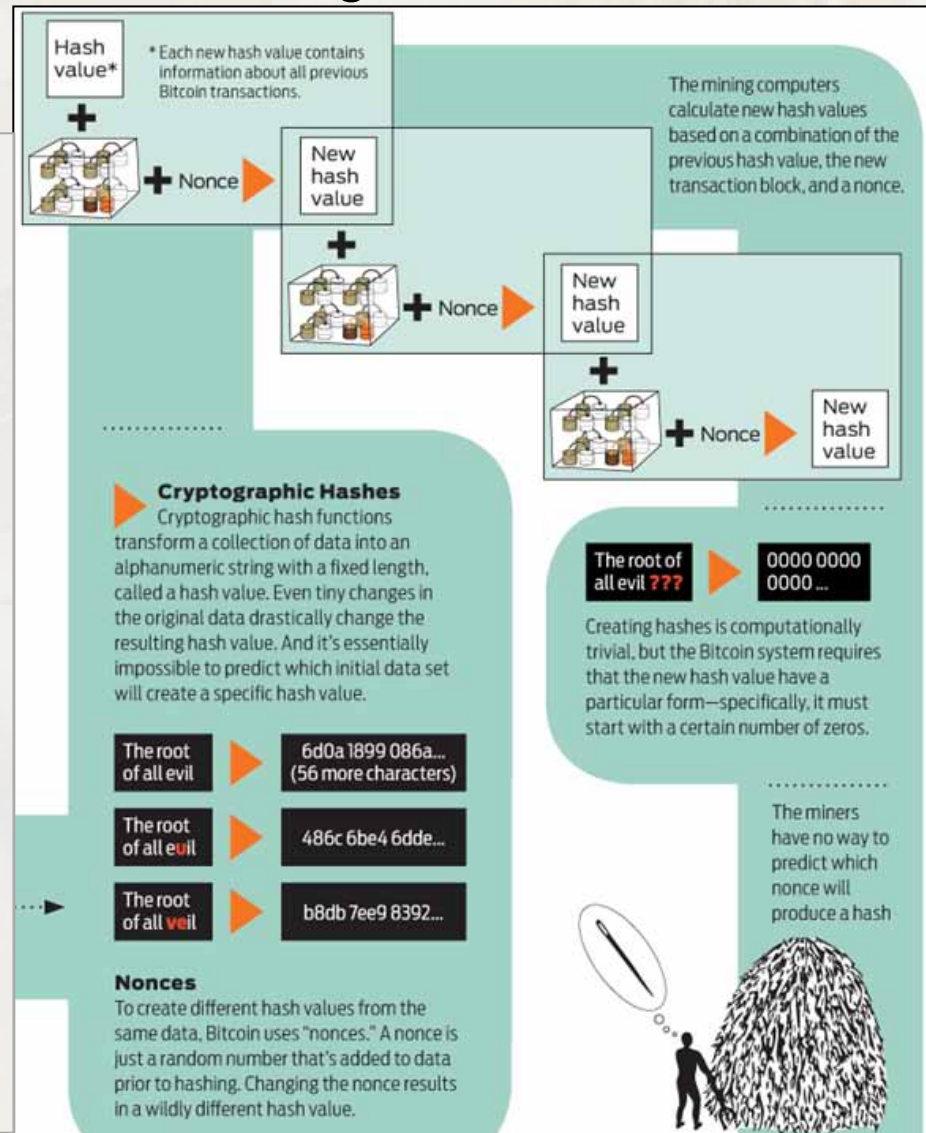 Hash
value*
* Each new hash value contains
information about all previous
Bitcoin transactions.
+
+ Nonce
New
hash
value
The mining computers
calculate new hash values
based on a combination of the
previous hash value, the new
transaction block, and a nonce.
+
+ Nonce
New
hash
value
+
+ Nonce
New
hash
value
Cryptographic Hashes
Cryptographic hash functions
transform a collection of data into an
alphanumeric string with a fixed length,
called a hash value. Even tiny changes in
the original data drastically change the
resulting hash value. And it's essentially
impossible to predict which initial data set
will create a specific hash value.
The root
of all evil
6d0a 1899 086a...
(56 more characters)
The root
of all euil
486c 6be4 6dde...
The root
of all veil
b8db 7ee9 8392...
Nonces
To create different hash values from the
same data, Bitcoin uses "nonces." A nonce is
just a random number that's added to data
prior to hashing. Changing the nonce results
in a wildly different hash value.
The root of
all evil ???
0000 0000
0000 ...
Creating hashes is computationally
trivial, but the Bitcoin system requires
that the new hash value have a
particular form—specifically, it must
start with a certain number of zeros.
The miners
have no way to
predict which
nonce will
produce a hash